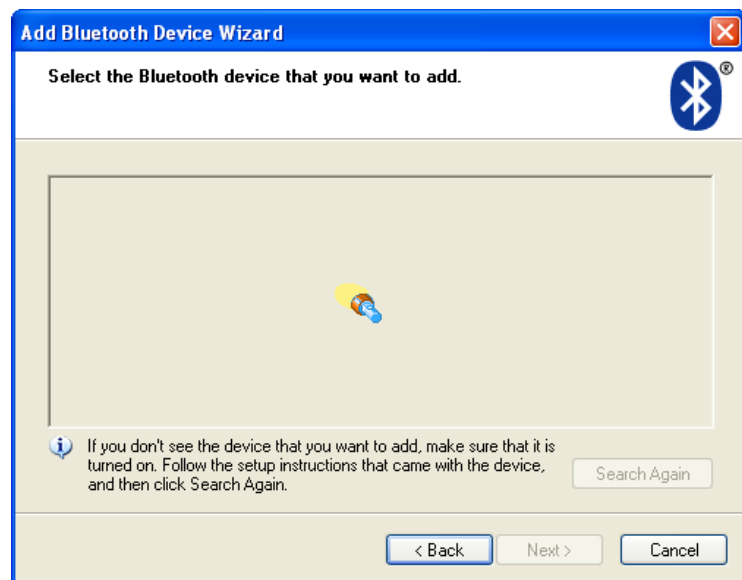 Add Bluetooth Device Wizard
Select the Bluetooth device that you want to add.
®
If you don't see the device that you want to add, make sure that it is
turned on. Follow the setup instructions that came with the device,
and then click Search Again.
Search Again
< Back
Next >
Cancel